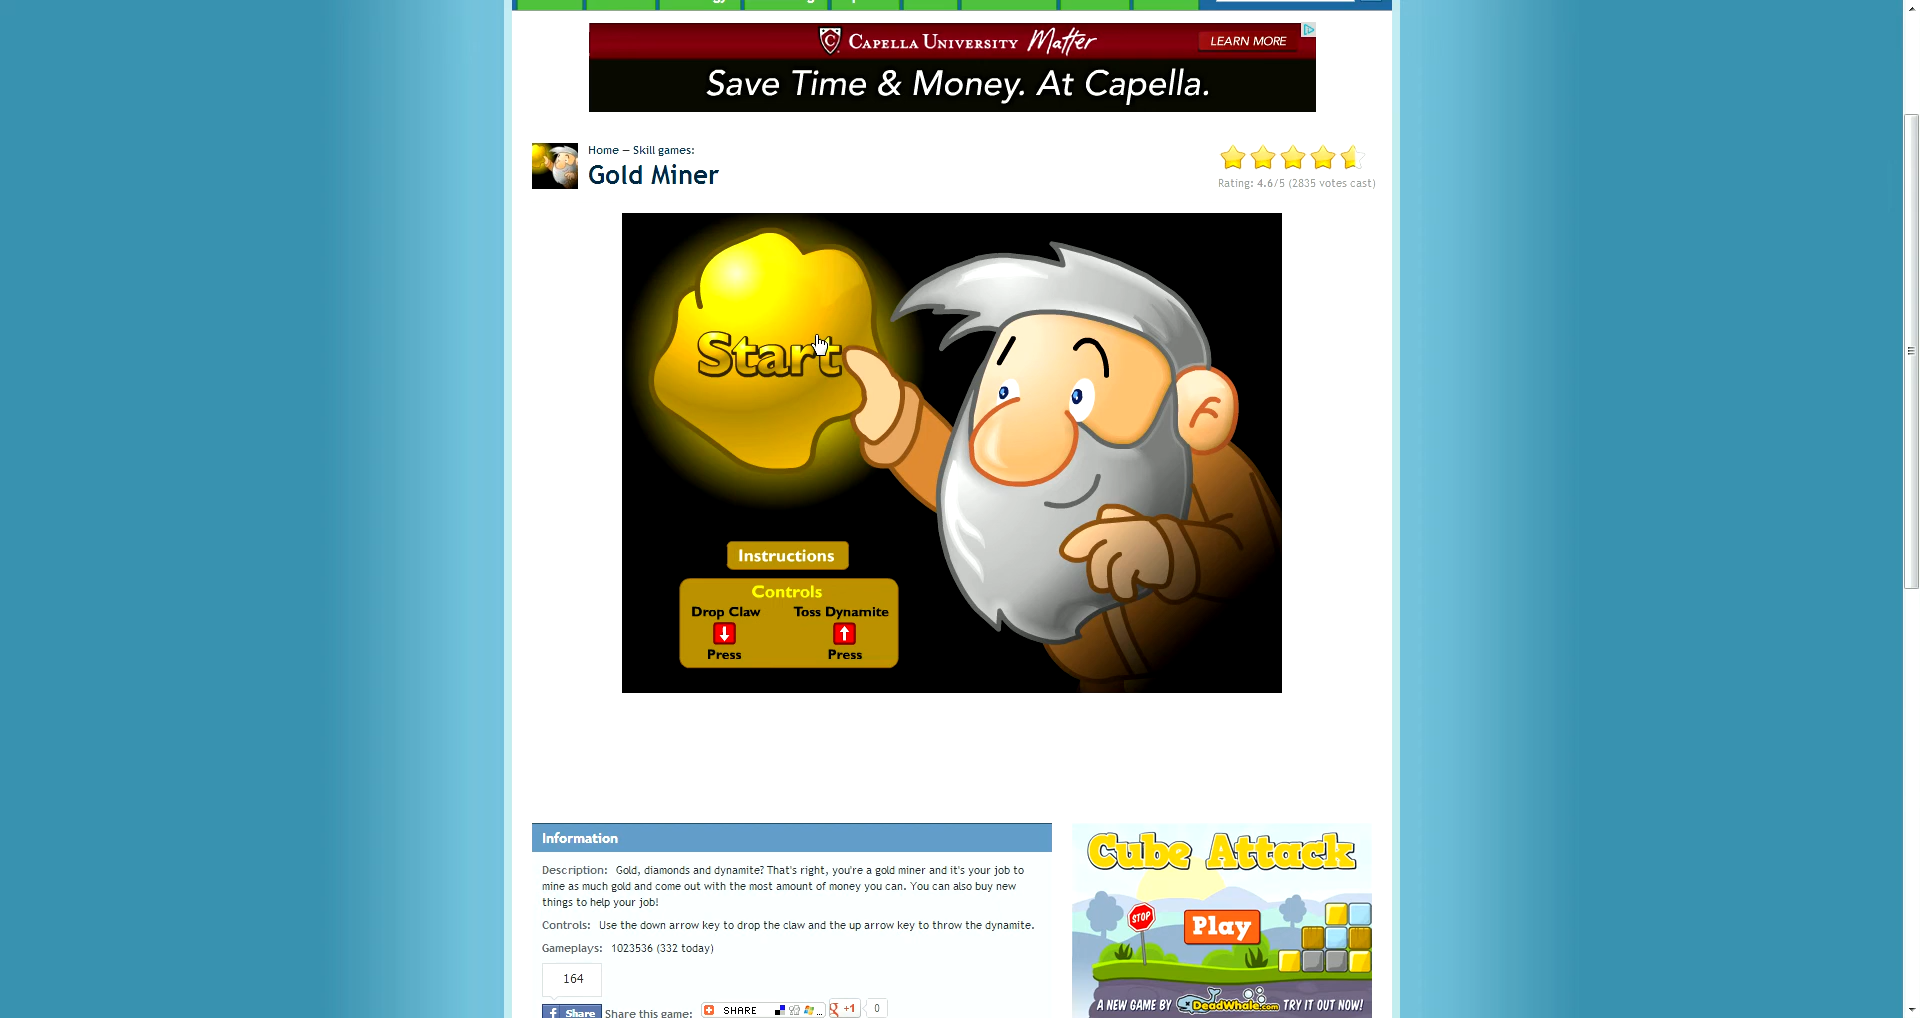 CAPELLA UNIVERSITY Matter
LEARN MORE
Save Time & Money. At Capella.
Home – Skill games:
Gold Miner
Rating: 4.6/5 (2835 votes cast)
Start
Instructions
Controls
Drop Claw Toss Dynamite
Press Press
Information
Description: Gold, diamonds and dynamite? That's right, you're a gold miner and it's your job to
mine as much gold and come out with the most amount of money you can. You can also buy new
things to help your job!
Controls: Use the down arrow key to drop the claw and the up arrow key to throw the dynamite.
Gameplays: 1023536 (332 today)
164
f Share
Share this game:
SHARE
+1
0
Cube Attack
STOP
Play
A NEW GAME BY DeadWhale.com TRY IT OUT NOW!